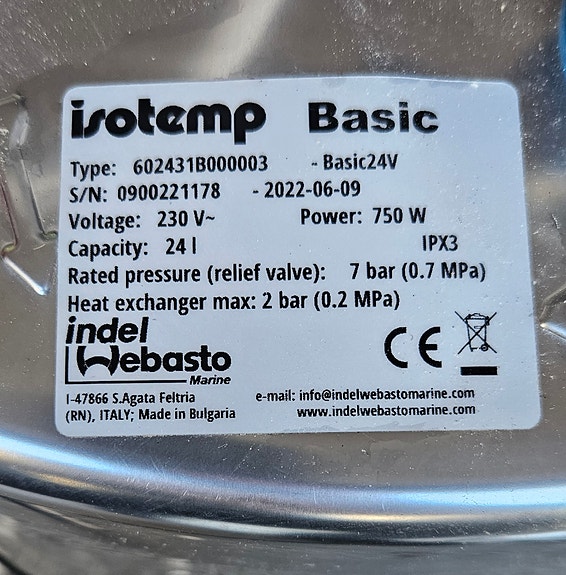 isotemp Basic
Type: 602431B000003 - Basic24V
S/N: 0900221178 - 2022-06-09
Voltage: 230 V~ Power: 750 W
Capacity: 24 l IPX3
Rated pressure (relief valve): 7 bar (0.7 MPa)
Heat exchanger max: 2 bar (0.2 MPa)
indel
Webasto
Marine
CE
I-47866 S.Agata Feltria
(RN), ITALY; Made in Bulgaria
e-mail: info@indelwebastomarine.com
www.indelwebastomarine.com